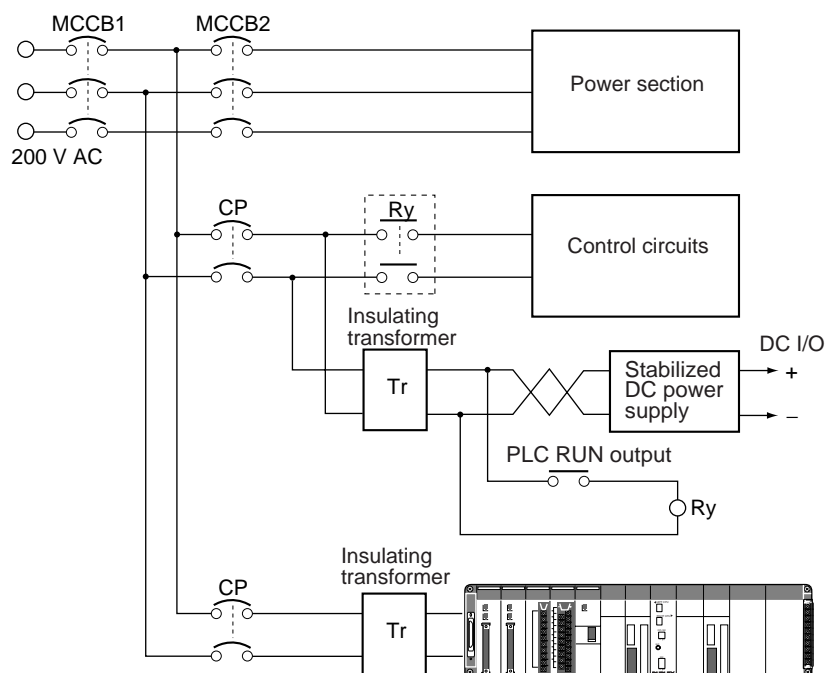 MCCB1
MCCB2
Power section
200 V AC
CP
Ry
Control circuits
Insulating
transformer
DC I/O
Tr
Stabilized
DC power
supply
+
−
PLC RUN output
Ry
Insulating
transformer
CP
Tr